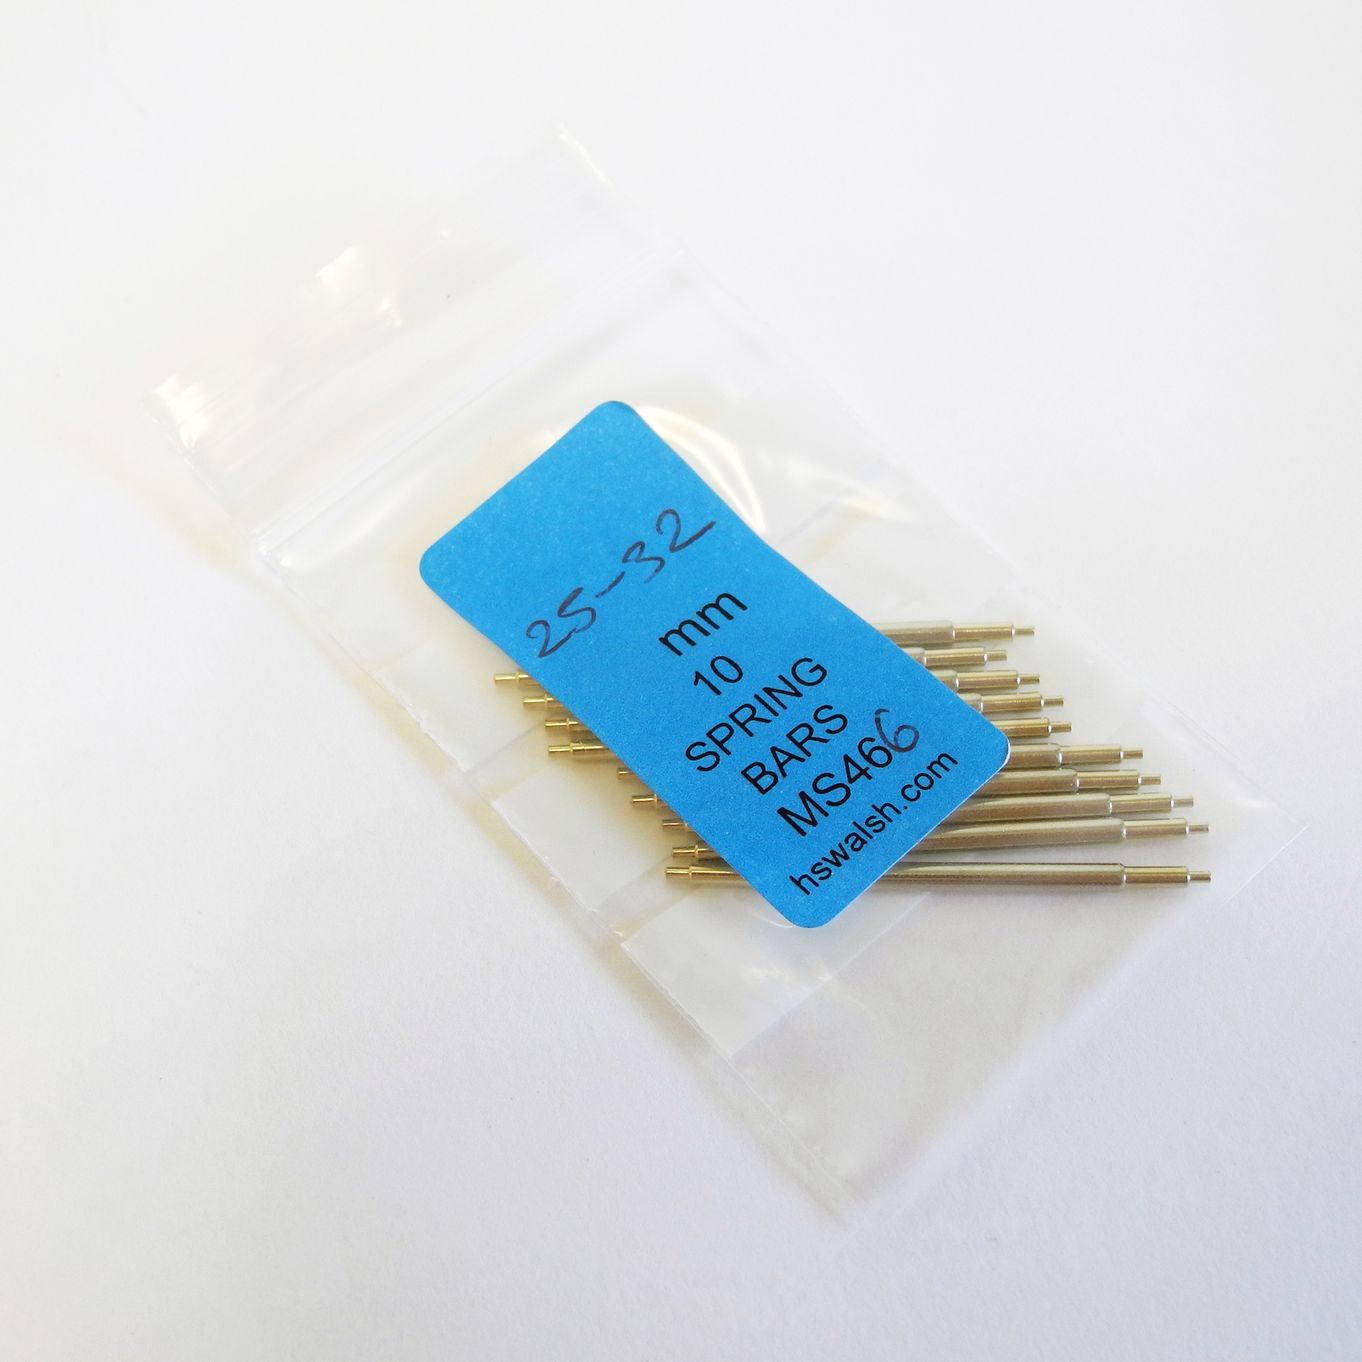 25-32
mm
10
SPRING
BARS
MS466
hswalsh.com